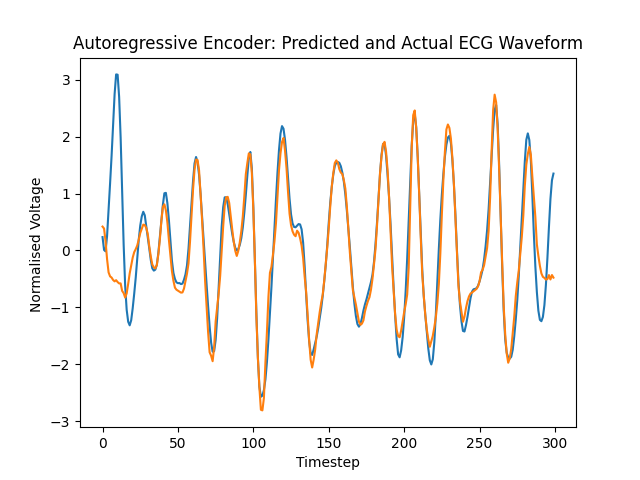 Autoregressive Encoder: Predicted and Actual ECG Waveform
3
2
1
0
−1
−2
−3
Normalised Voltage
0 50 100 150 200 250 300
Timestep